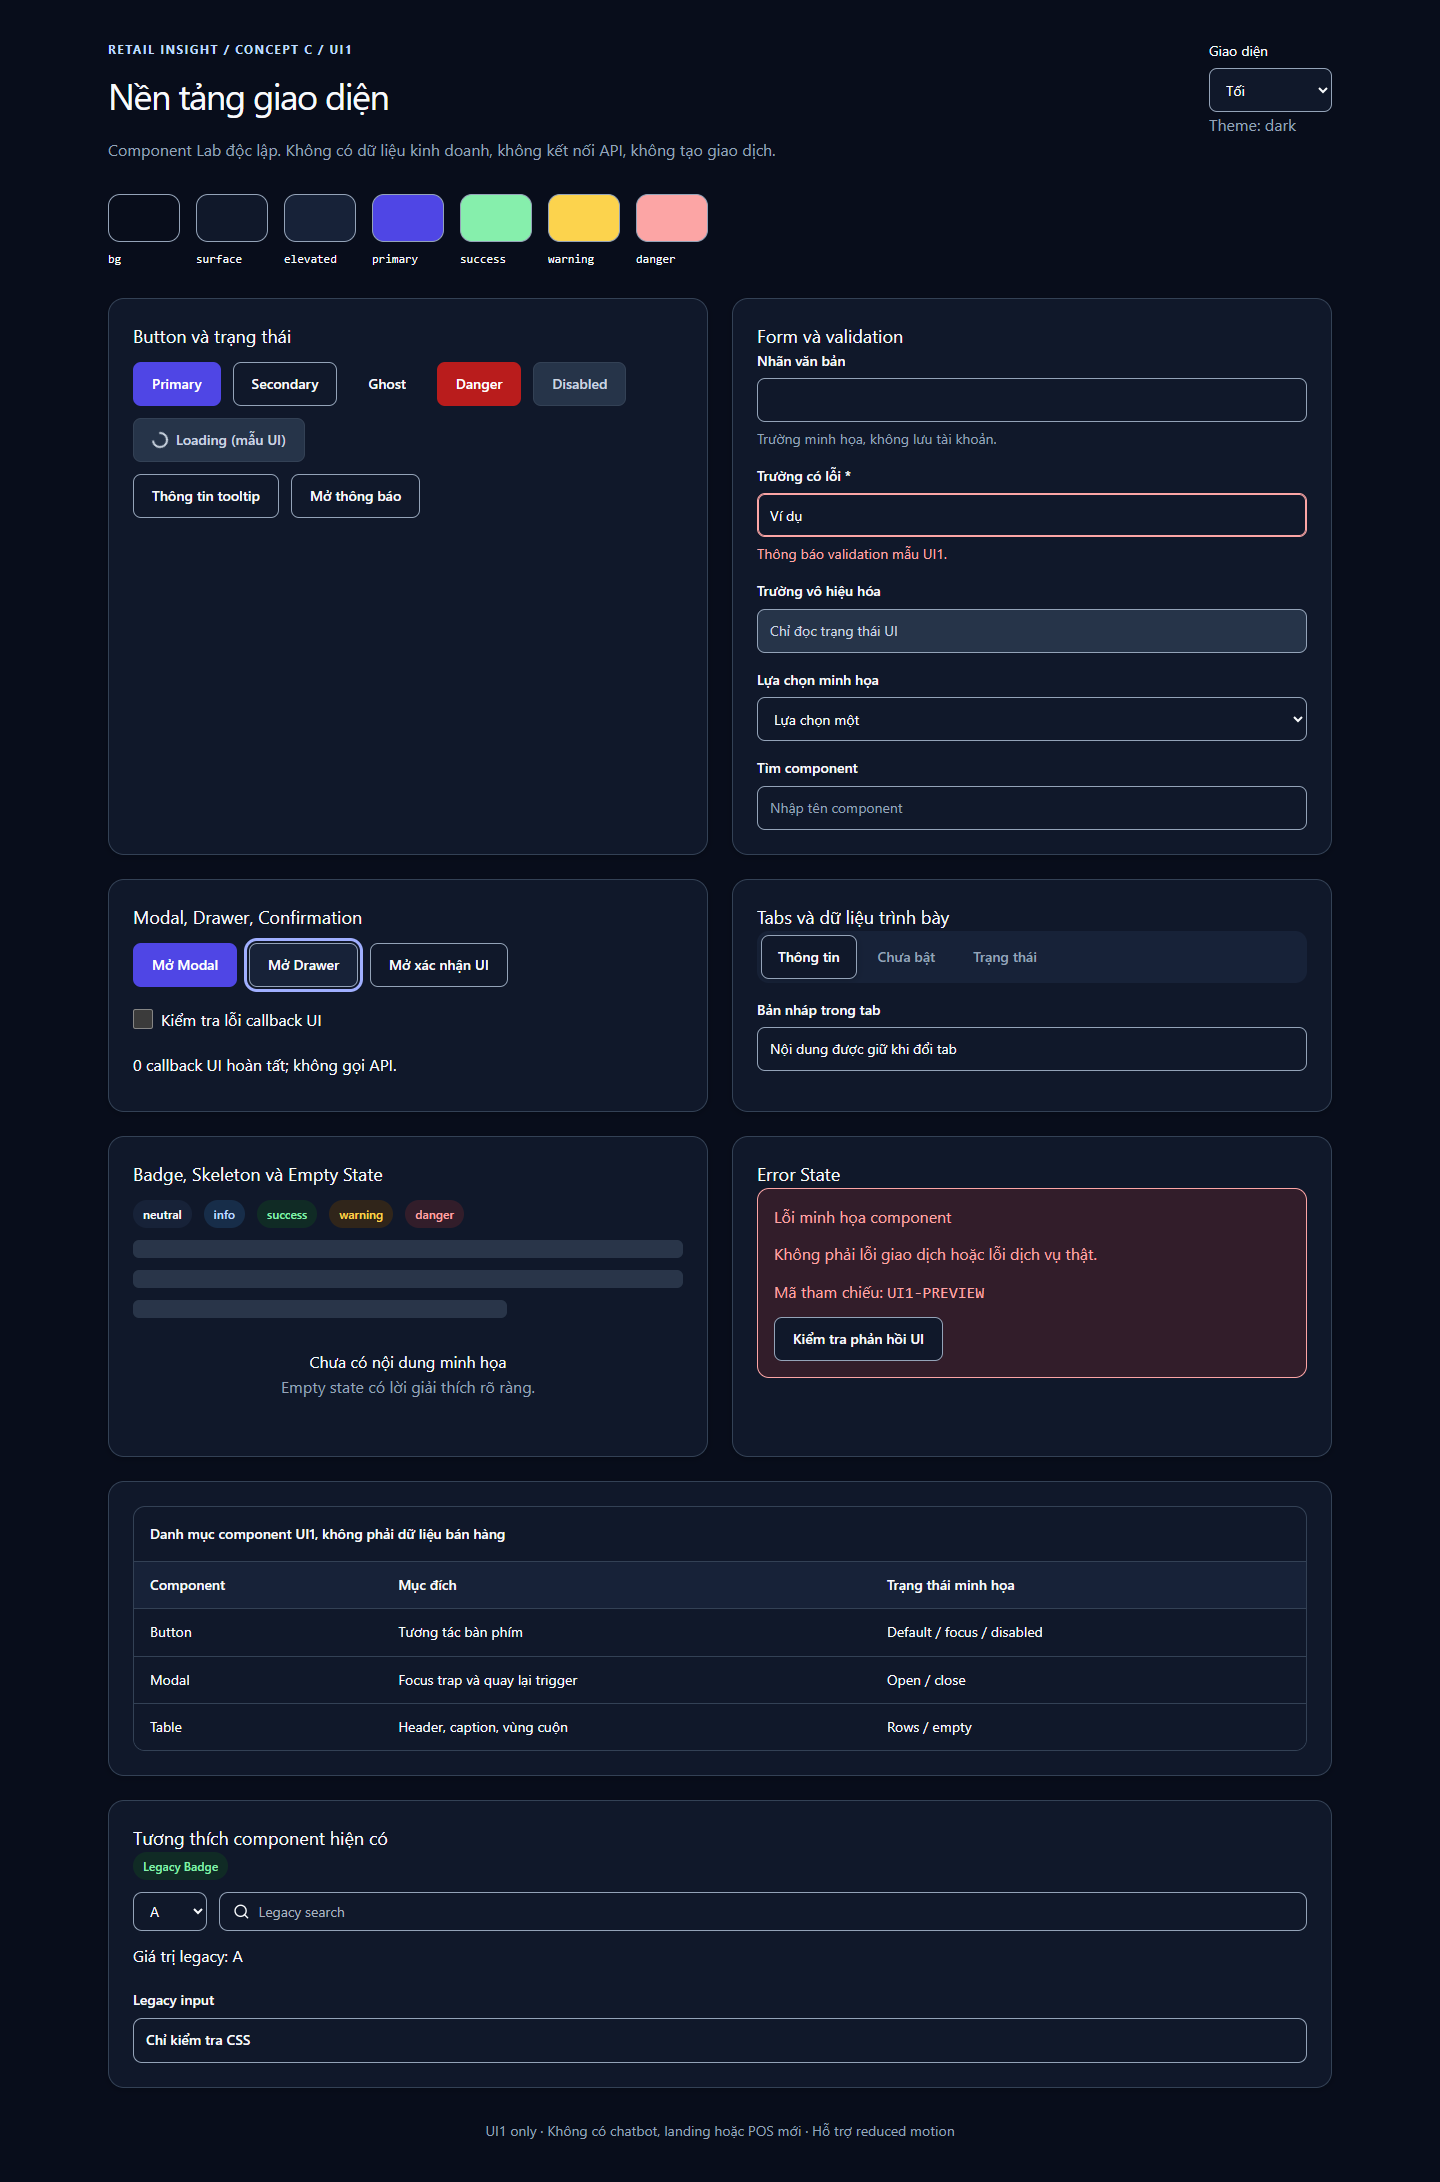 RETAIL INSIGHT / CONCEPT C / UI1
Nền tảng giao diện
Component Lab độc lập. Không có dữ liệu kinh doanh, không kết nối API, không tạo giao dịch.
Giao diện
Tối
Theme: dark
bg
surface
elevated
primary
success
warning
danger
Button và trạng thái
Primary
Secondary
Ghost
Danger
Disabled
Loading (mẫu UI)
Thông tin tooltip
Mở thông báo
Form và validation
Nhãn văn bản
Trường minh họa, không lưu tài khoản.
Trường có lỗi *
Ví dụ
Thông báo validation mẫu UI1.
Trường vô hiệu hóa
Chỉ đọc trạng thái UI
Lựa chọn minh họa
Lựa chọn một
Tìm component
Nhập tên component
Modal, Drawer, Confirmation
Mở Modal
Mở Drawer
Mở xác nhận UI
Kiểm tra lỗi callback UI
0 callback UI hoàn tất; không gọi API.
Tabs và dữ liệu trình bày
Thông tin
Chưa bật
Trạng thái
Bản nháp trong tab
Nội dung được giữ khi đổi tab
Badge, Skeleton và Empty State
neutral
info
success
warning
danger
Chưa có nội dung minh họa
Empty state có lời giải thích rõ ràng.
Error State
Lỗi minh họa component
Không phải lỗi giao dịch hoặc lỗi dịch vụ thật.
Mã tham chiếu: UI1-PREVIEW
Kiểm tra phản hồi UI
Danh mục component UI1, không phải dữ liệu bán hàng
Component Mục đích Trạng thái minh họa
Button Tương tác bàn phím Default / focus / disabled
Modal Focus trap và quay lại trigger Open / close
Table Header, caption, vùng cuộn Rows / empty
Tương thích component hiện có
Legacy Badge
A
Legacy search
Giá trị legacy: A
Legacy input
Chỉ kiểm tra CSS
UI1 only · Không có chatbot, landing hoặc POS mới · Hỗ trợ reduced motion